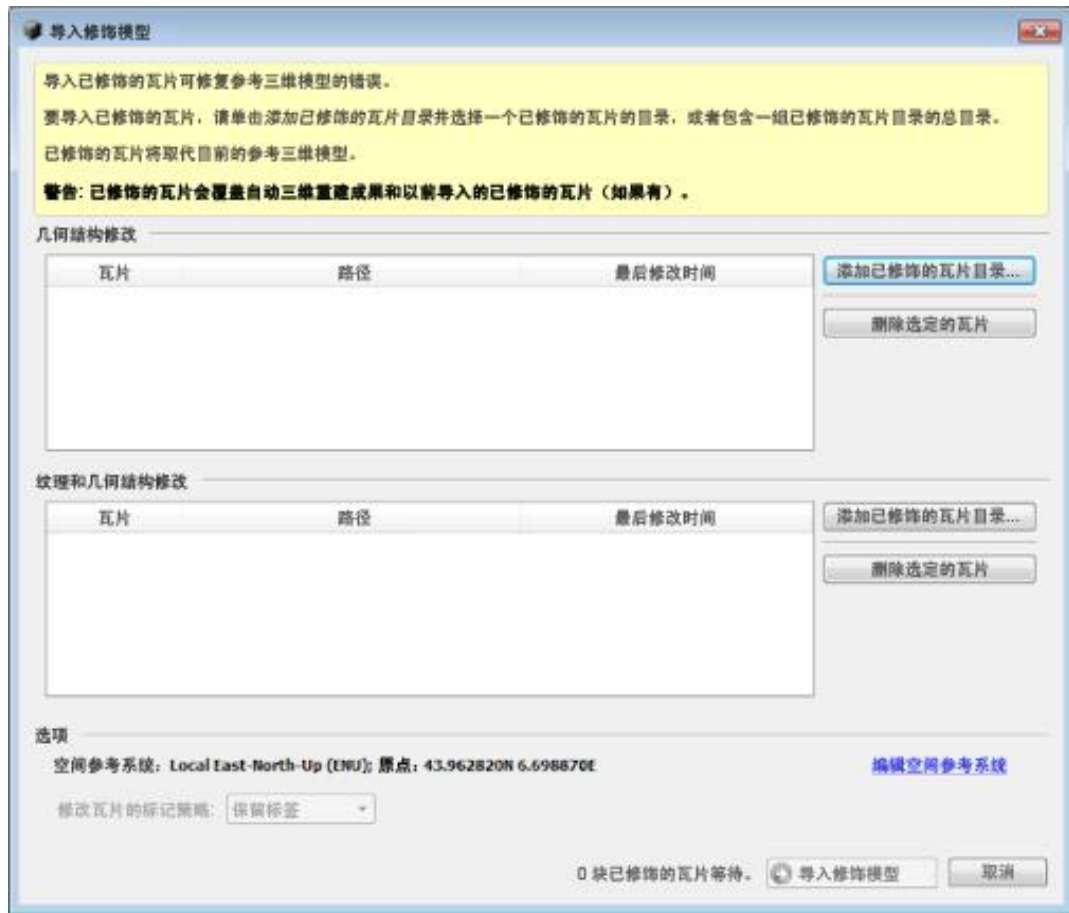 导入修饰模型
导入已修饰的瓦片可修复参考三维模型的错误。
要导入已修饰的瓦片，请单击添加已修饰的瓦片目录并选择一个已修饰的瓦片的目录，或者包含一组已修饰的瓦片目录的总目录。
已修饰的瓦片将取代目前的参考三维模型。
警告: 已修饰的瓦片会覆盖自动三维重建成果和以前导入的已修饰的瓦片（如果有）。
几何结构修改
瓦片 路径 最后修改时间 添加已修饰的瓦片目录...
删除选定的瓦片
纹理和几何结构修改
瓦片 路径 最后修改时间 添加已修饰的瓦片目录...
删除选定的瓦片
选项
空间参考系统: Local East-North-Up (ENU); 原点: 43.962820N 6.698870E 编辑空间参考系统
修改瓦片的标记策略: 保留标签
0 块已修饰的瓦片等待。 导入修饰模型 取消